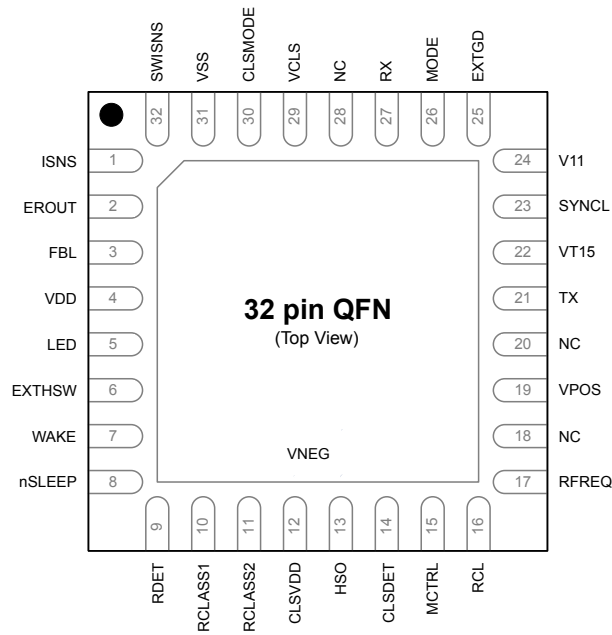 SWISNS
VSS
CLSMODE
VCLS
NC
RX
MODE
EXTGD
32
31
30
29
28
27
26
25
ISNS 1
24 V11
EROUT 2
23 SYNCL
FBL 3
22 VT15
VDD 4
21 TX
LED 5
20 NC
EXTHSW 6
19 VPOS
WAKE 7
18 NC
nSLEEP 8
17 RFREQ
32 pin QFN
(Top View)
VNEG
9
10
11
12
13
14
15
16
RDET
RCLASS1
RCLASS2
CLSVDD
HSO
CLSDET
MCTRL
RCL